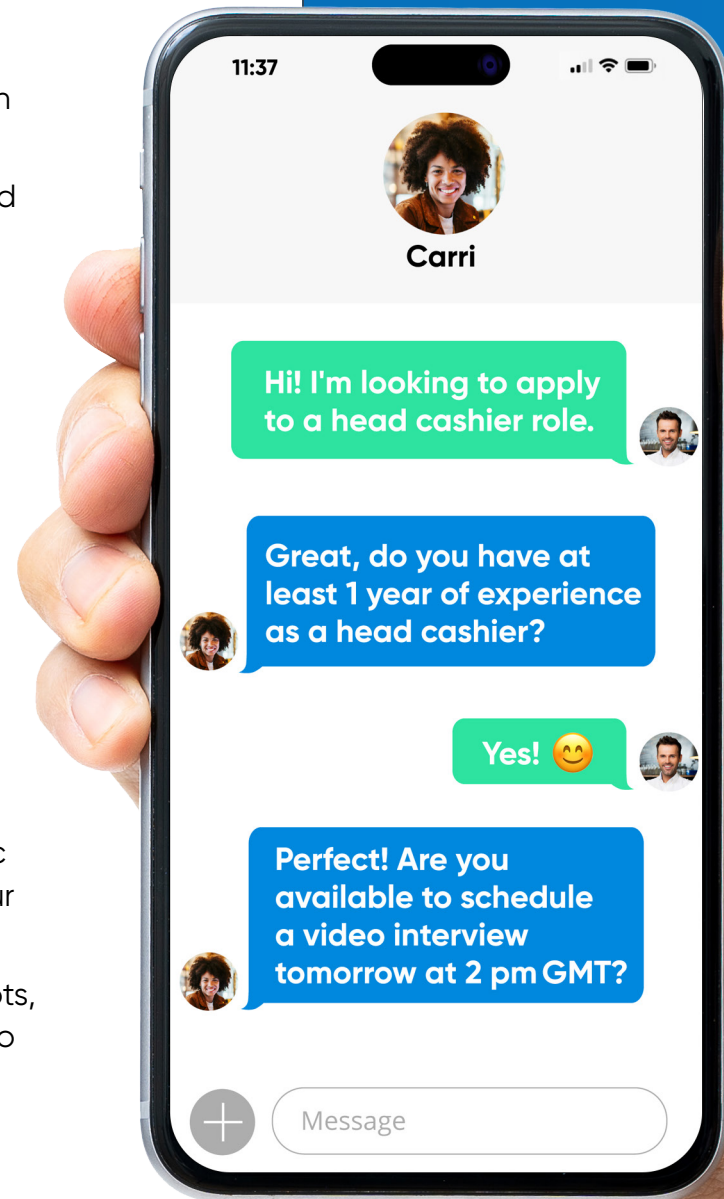 11:37
Carri
Hi! I'm looking to apply
to a head cashier role.
Great, do you have at
least 1 year of experience
as a head cashier?
Yes! 😊
Perfect! Are you
available to schedule
a video interview
tomorrow at 2 pm GMT?
Message